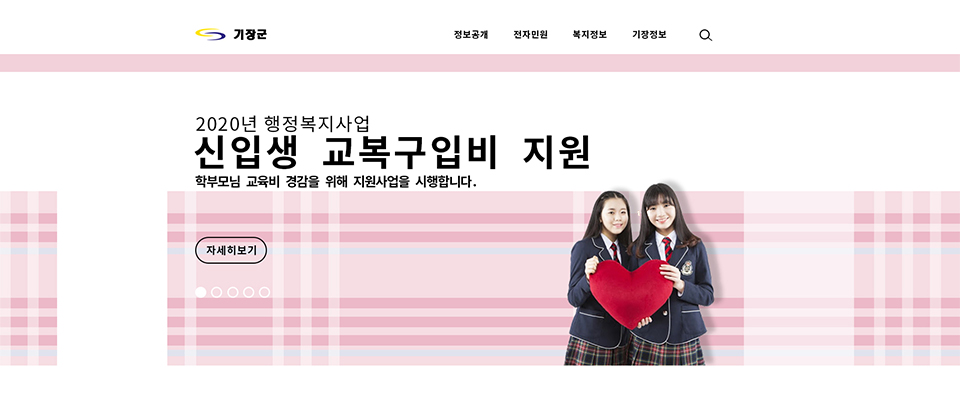 기장군
정보공개 전자민원 복지정보 기장정보
2020년 행정복지사업
신입생 교복구입비 지원
학부모님 교육비 경감을 위해 지원사업을 시행합니다.
자세히보기